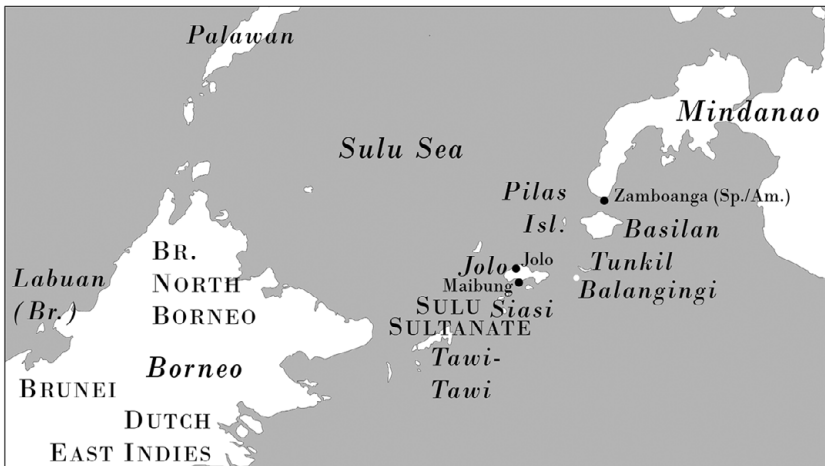 Palawan
Mindanao
Sulu Sea
Pilas
Isl.
Zamboanga (Sp./Am.)
Basilan
Jolo
Jolo
Tunkil
Maibung
Balangingi
Siasi
SULU
SULTANATE
Tawi-
Tawi
BR.
NORTH
BORNEO
Labuan
(Br.)
Borneo
BRUNEI
DUTCH
EAST INDIES